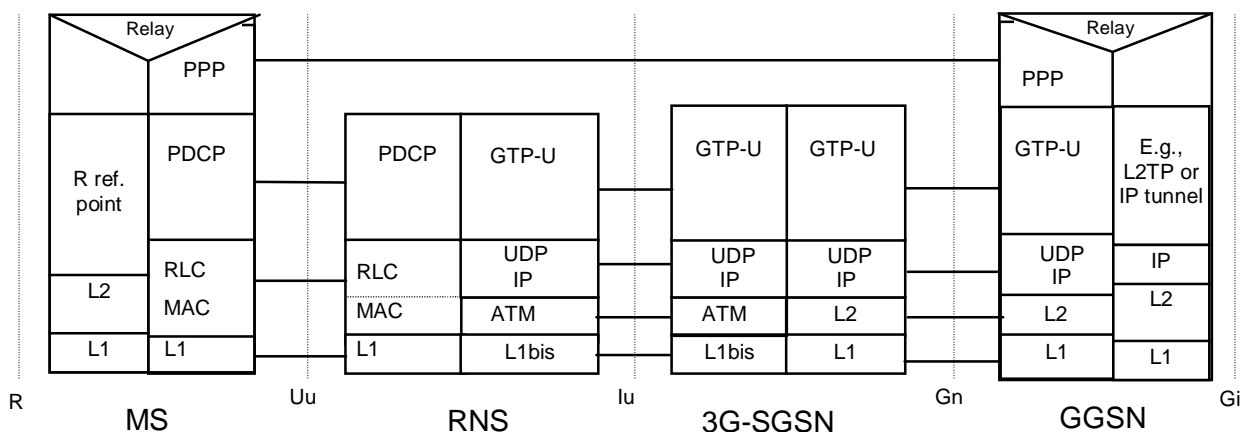 Relay
Relay
PPP
PPP
R ref.
point
PDCP
PDCP
GTP-U
GTP-U
GTP-U
GTP-U
E.g.,
L2TP or
IP tunnel
RLC
MAC
RLC
MAC
UDP
IP
UDP
IP
UDP
IP
UDP
IP
IP
L2
ATM
ATM
L2
L2
L2
L1
L1
L1
L1bis
L1bis
L1
L1
L1
R
Uu
Iu
Gn
Gi
MS
RNS
3G-SGSN
GGSN